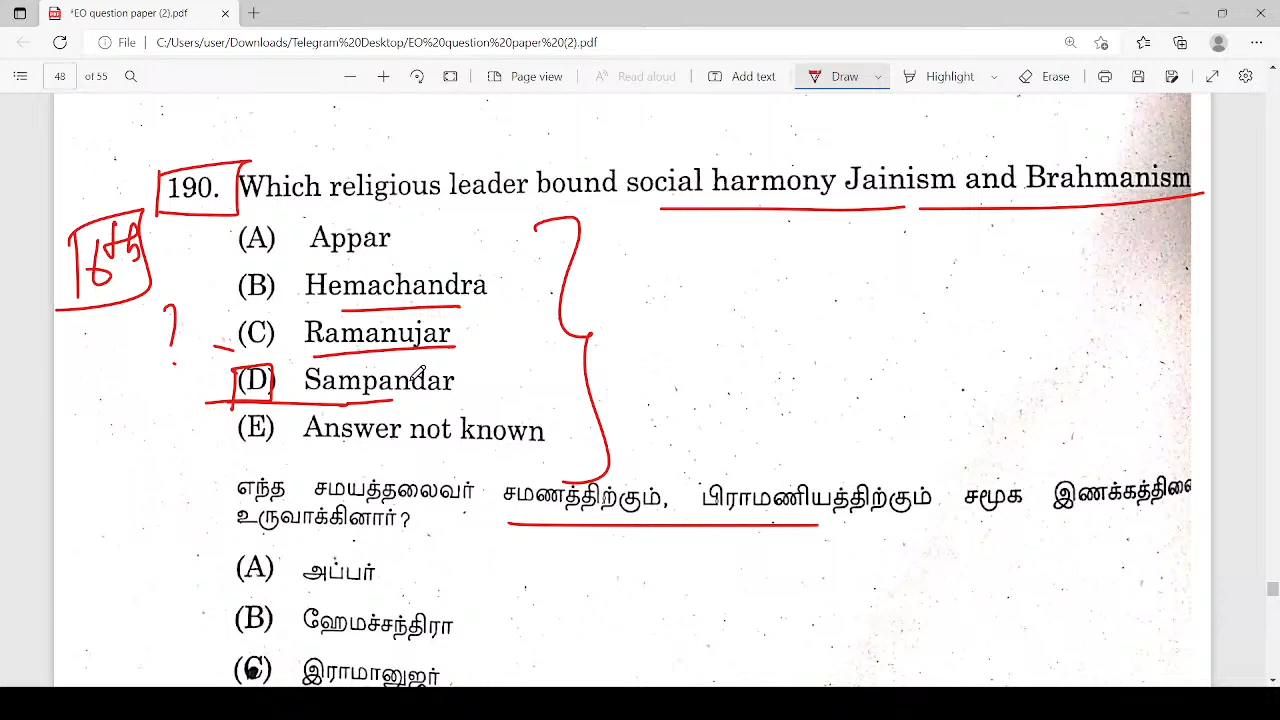 *EO question paper (2).pdf
File C:/Users/user/Downloads/Telegram%20Desktop/EO%20question%20paper%20(2).pdf
48 of 55 Page view Read aloud Add text Draw Highlight Erase
190. Which religious leader bound social harmony Jainism and Brahmanism
6th
(A) Appar
(B) Hemachandra
?
(C) Ramanujar
(D) Sampandar
(E) Answer not known
எந்த சமயத்தலைவர் சமணத்திற்கும், பிராமணியத்திற்கும் சமூக இணக்கத்தினை
உருவாக்கினார்?
(A) அப்பர்
(B) ஹேமச்சந்திரா
(C) இராமானுஜர்